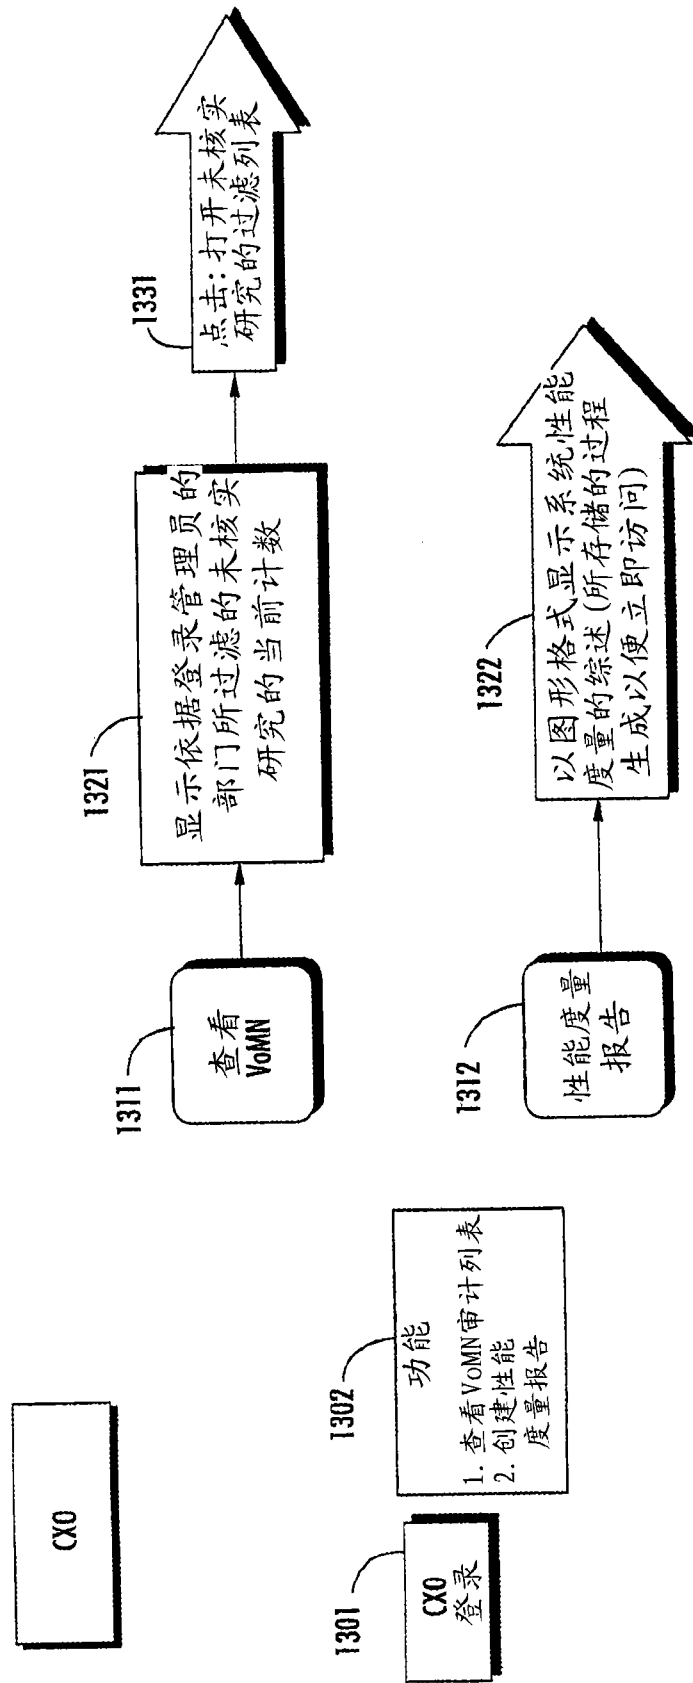 CXO
1301
CXO
登录
1302
功能
1. 查看VoMN审计列表
2. 创建性能
度量报告
1311
查看
VoMN
1321
显示依据登录管理员的
部门所过滤的未核实
研究的当前计数
1331
点击: 打开未核实
研究的过滤列表
1312
性能度量
报告
1322
以图形格式显示系统性能
度量的综述(所存储的过程
生成以便立即访问)